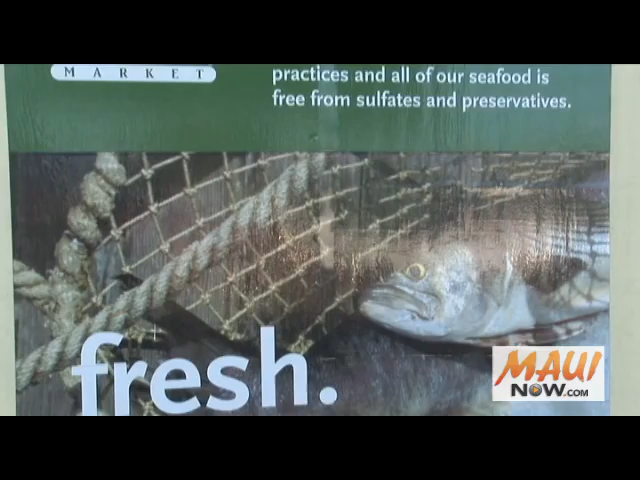 MARKET
practices and all of our seafood is
free from sulfates and preservatives.
fresh.
MAUI
NOW.COM